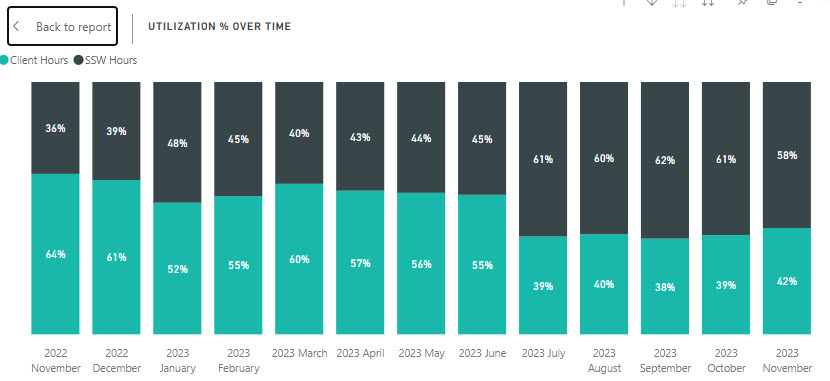 Back to report
UTILIZATION % OVER TIME
Client Hours SSW Hours
36% 39% 48% 45% 40% 43% 44% 45% 61% 60% 62% 61% 58%
64% 61% 52% 55% 60% 57% 56% 55% 39% 40% 38% 39% 42%
2022 November
2022 December
2023 January
2023 February
2023 March
2023 April
2023 May
2023 June
2023 July
2023 August
2023 September
2023 October
2023 November